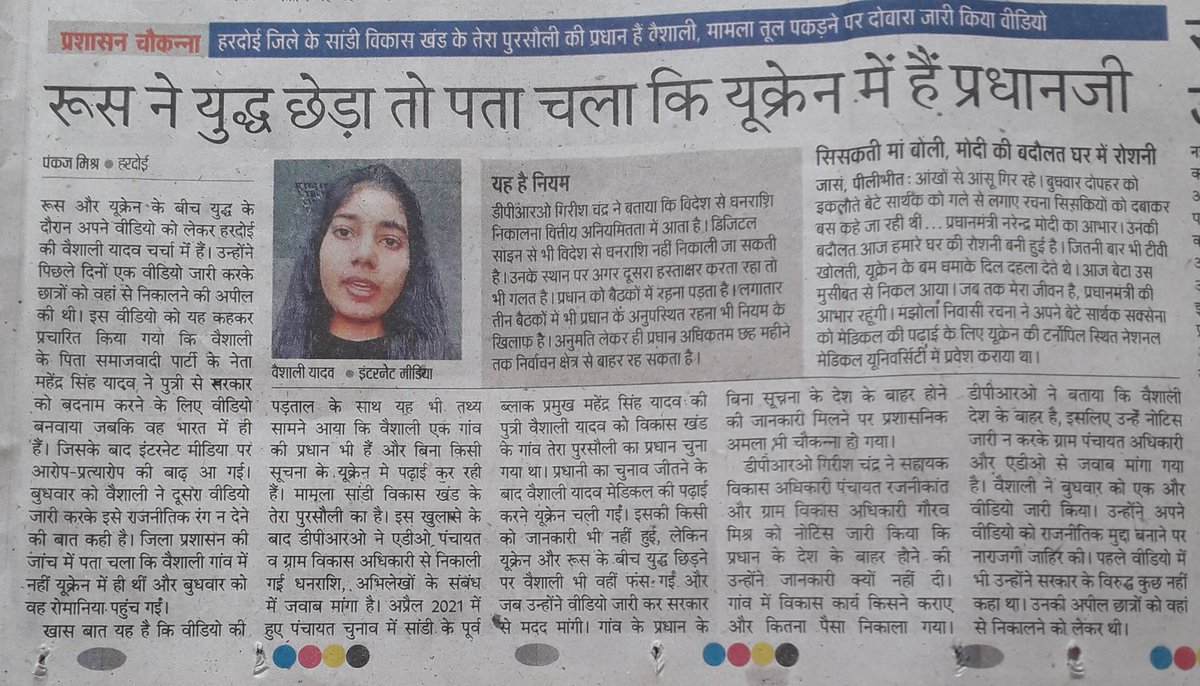 प्रशासन चौकन्ना
हरदोई जिले के सांडी विकास खंड के तेरा पुरसौली की प्रधान हैं वैशाली, मामला तूल पकड़ने पर दोवारा जारी किया वीडियो
रूस ने युद्ध छेड़ा तो पता चला कि यूक्रेन में हैं प्रधानजी
पंकज मिश्र ● हरदोई
रूस और यूक्रेन के बीच युद्ध के
दौरान अपने वीडियो को लेकर हरदोई
की वैशाली यादव चर्चा में हैं। उन्होंने
पिछले दिनों एक वीडियो जारी करके
छात्रों को वहां से निकालने की अपील
की थी। इस वीडियो को यह कहकर
प्रचारित किया गया कि वैशाली
के पिता समाजवादी पार्टी के नेता
महेंद्र सिंह यादव ने पुत्री से सरकार
को बदनाम करने के लिए वीडियो
बनवाया जबकि वह भारत में ही
हैं। जिसके बाद इंटरनेट मीडिया पर
आरोप-प्रत्यारोप की बाढ़ आ गई।
बुधवार को वैशाली ने दूसरा वीडियो
जारी करके इसे राजनीतिक रंग न देने
की बात कही है। जिला प्रशासन की
जांच में पता चला कि वैशाली गांव में
नहीं यूक्रेन में ही थीं और बुधवार को
वह रोमानिया पहुंच गईं।
खास बात यह है कि वीडियो की
वैशाली यादव ● इंटरनेट मीडिया
पड़ताल के साथ यह भी तथ्य
सामने आया कि वैशाली एक गांव
की प्रधान भी हैं और बिना किसी
सूचना के यूक्रेन मे पढ़ाई कर रही
हैं। मामला सांडी विकास खंड के
तेरा पुरसौली का है। इस खुलासे के
बाद डीपीआरओ ने एडीओ पंचायत
व ग्राम विकास अधिकारी से निकाली
गई धनराशि, अभिलेखों के संबंध
में जवाब मांगा है। अप्रैल 2021 में
हुए पंचायत चुनाव में सांडी के पूर्व
यह है नियम
डीपीआरओ गिरीश चंद्र ने बताया कि विदेश से धनराशि
निकालना वित्तीय अनियमितता में आता है। डिजिटल
साइन से भी विदेश से धनराशि नहीं निकाली जा सकती
है। उनके स्थान पर अगर दूसरा हस्ताक्षर करता रहा तो
भी गलत है। प्रधान को बैठकों में रहना पड़ता है। लगातार
तीन बैठकों में भी प्रधान के अनुपस्थित रहना भी नियम के
खिलाफ है। अनुमति लेकर ही प्रधान अधिकतम छह महीने
तक निर्वाचन क्षेत्र से बाहर रह सकता है।
ब्लाक प्रमुख महेंद्र सिंह यादव की
पुत्री वैशाली यादव को विकास खंड
के गांव तेरा पुरसौली का प्रधान चुना
गया था। प्रधानी का चुनाव जीतने के
बाद वैशाली यादव मेडिकल की पढ़ाई
करने यूक्रेन चली गईं। इसकी किसी
को जानकारी भी नहीं हुई, लेकिन
यूक्रेन और रूस के बीच युद्ध छिड़ने
पर वैशाली भी वहीं फंस गईं और
जब उन्होंने वीडियो जारी कर सरकार
से मदद मांगी। गांव के प्रधान के
बिना सूचना के देश के बाहर होने
की जानकारी मिलने पर प्रशासनिक
अमला भी चौकन्ना हो गया।
डीपीआरओ गिरीश चंद्र ने सहायक
विकास अधिकारी पंचायत रजनीकांत
और ग्राम विकास अधिकारी गौरव
मिश्र को नोटिस जारी किया कि
प्रधान के देश के बाहर होने की
उन्होंने जानकारी क्यों नहीं दी।
गांव में विकास कार्य किसने कराए
और कितना पैसा निकाला गया।
डीपीआरओ ने बताया कि वैशाली
देश के बाहर है, इसलिए उन्हें नोटिस
जारी न करके ग्राम पंचायत अधिकारी
और एडीओ से जवाब मांगा गया
है। वैशाली ने बुधवार को एक और
वीडियो जारी किया। उन्होंने अपने
वीडियो को राजनीतिक मुद्दा बनाने पर
नाराजगी जाहिर की। पहले वीडियो में
भी उन्होंने सरकार के विरुद्ध कुछ नहीं
कहा था। उनकी अपील छात्रों को वहां
से निकालने को लेकर थी।
सिसकती मां बोली, मोदी की बदौलत घर में रोशनी
जासं, पीलीभीत : आंखों से आंसू गिर रहे। बुधवार दोपहर को
इकलौते बेटे सार्थक को गले से लगाए रचना सिसकियों को दबाकर
बस कहे जा रही थीं... प्रधानमंत्री नरेन्द्र मोदी का आभार। उनकी
बदौलत आज हमारे घर की रोशनी बनी हुई है। जितनी बार भी टीवी
खोलती, यूक्रेन के बम धमाके दिल दहला देते थे। आज बेटा उस
मुसीबत से निकल आया। जब तक मेरा जीवन है, प्रधानमंत्री की
आभार रहूंगी। मझोला निवासी रचना ने अपने बेटे सार्थक सक्सेना
को मेडिकल की पढ़ाई के लिए यूक्रेन की टर्नोपिल स्थित नेशनल
मेडिकल यूनिवर्सिटी में प्रवेश कराया था।